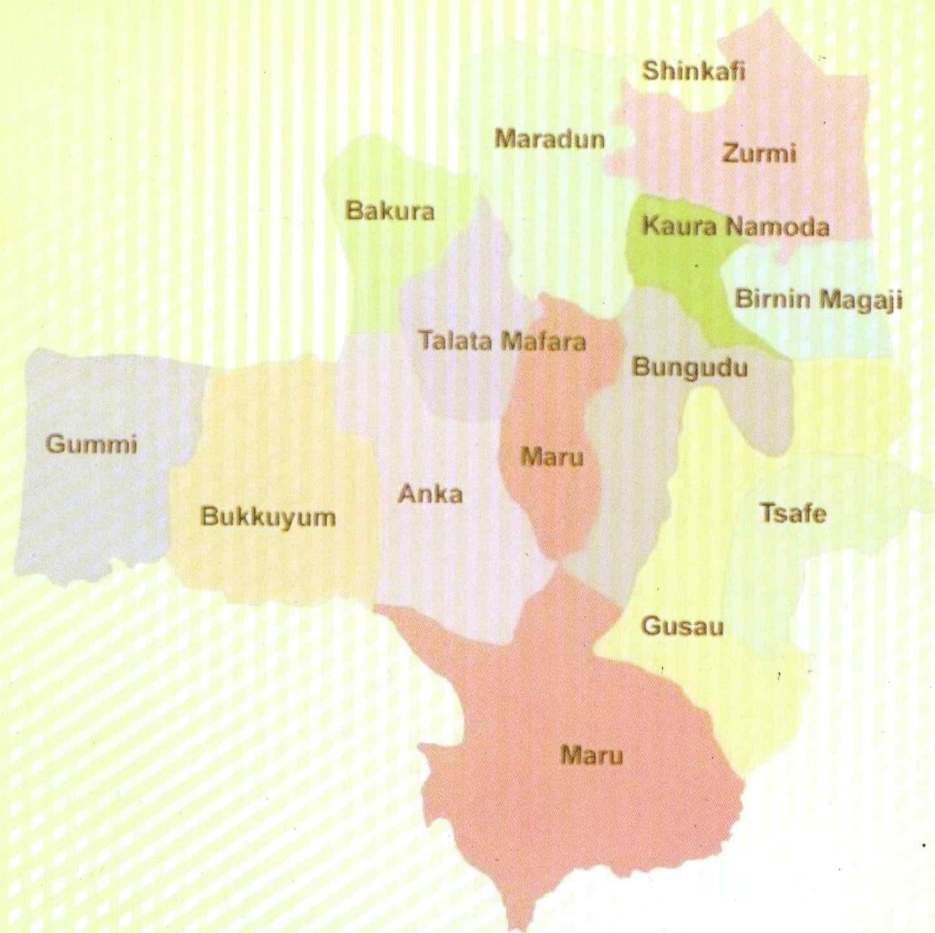 Shinkafi
Maradun
Zurmi
Bakura
Kaura Namoda
Birnin Magaji
Talata Mafara
Bungudu
Gummi
Maru
Anka
Bukkuyum
Tsafe
Gusau
Maru